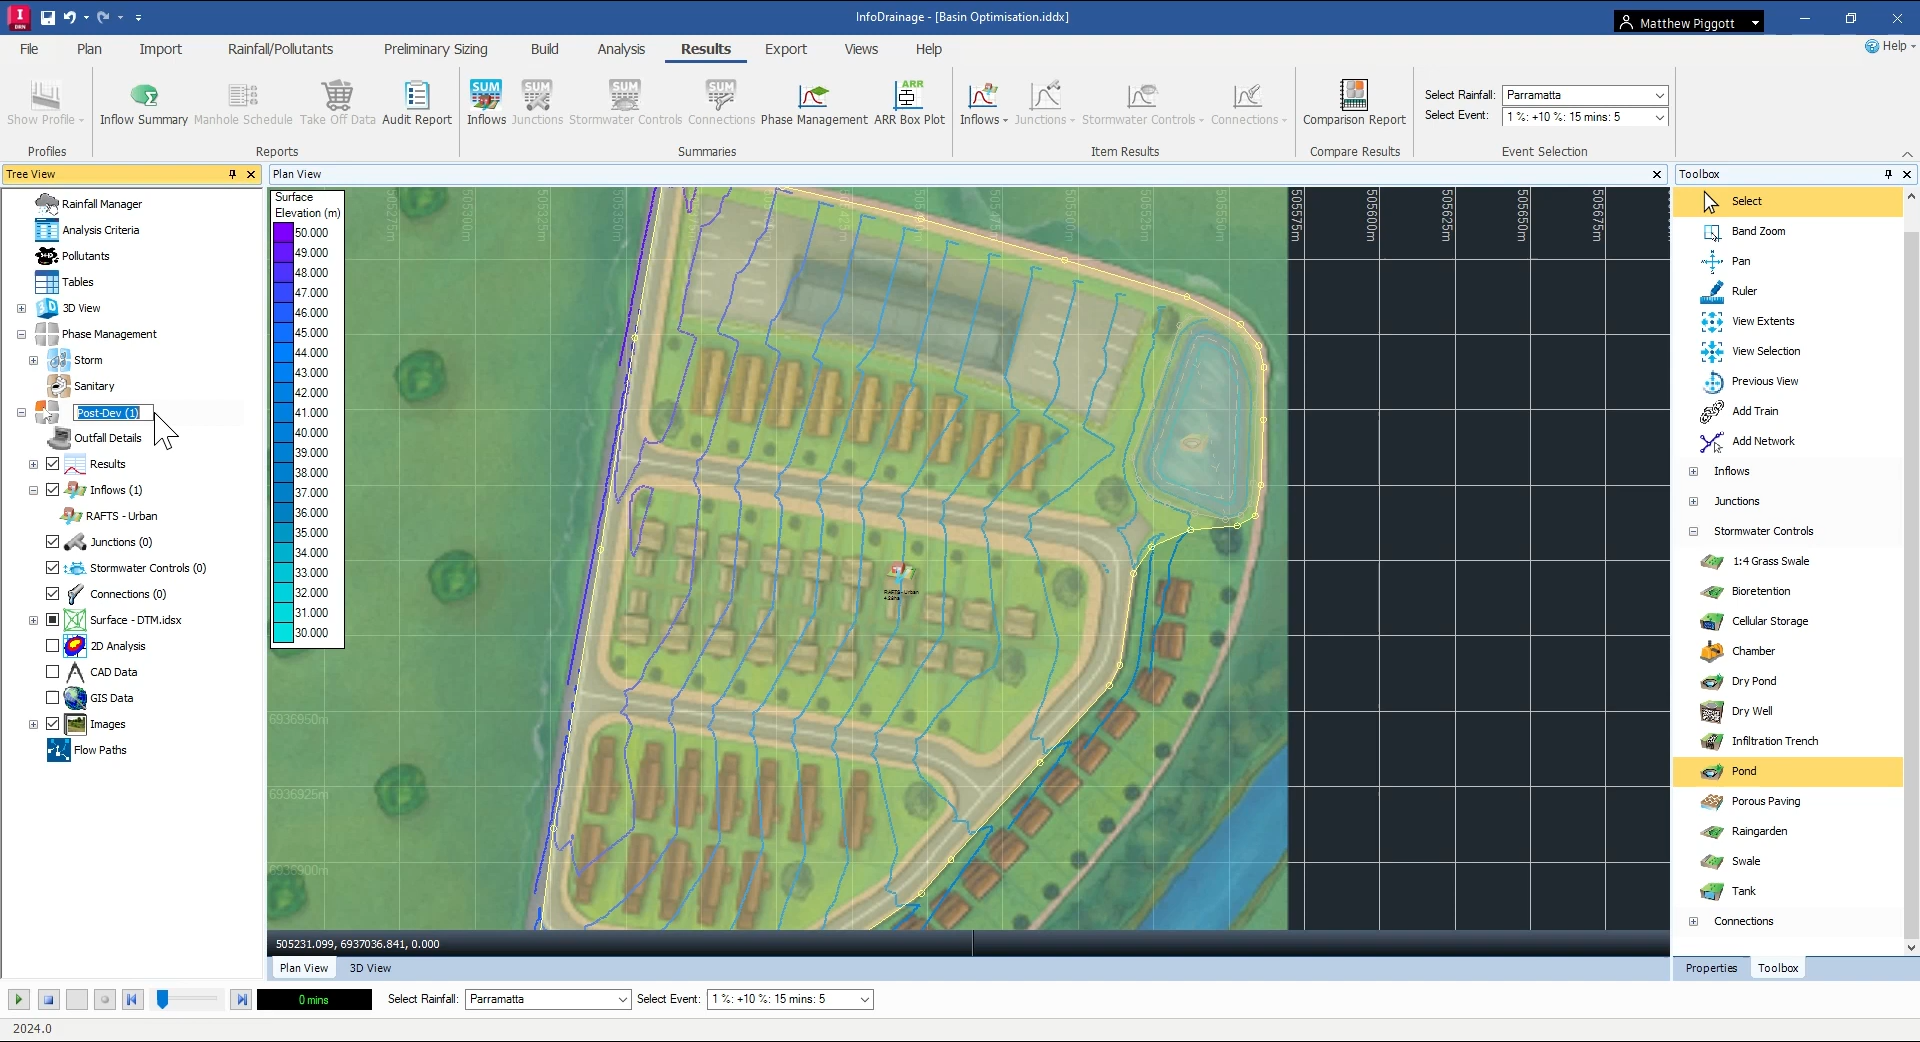 InfoDrainage - [Basin Optimisation.iddx]
Matthew Piggott
File Plan Import Rainfall/Pollutants Preliminary Sizing Build Analysis Results Export Views Help
Help
Show Profile
Inflow Summary Manhole Schedule Take Off Data Audit Report
SUM SUM SUM SUM ARR
Inflows Junctions Stormwater Controls Connections Phase Management ARR Box Plot
Inflows Junctions Stormwater Controls Connections
Comparison Report
Select Rainfall: Parramatta
Select Event: 1 %: +10 %: 15 mins: 5
Profiles Reports Summaries Item Results Compare Results Event Selection
Tree View
Rainfall Manager
Analysis Criteria
Pollutants
Tables
3D View
Phase Management
Storm
Sanitary
Post-Dev (1)
Outfall Details
Results
Inflows (1)
RAFTS - Urban
Junctions (0)
Stormwater Controls (0)
Connections (0)
Surface - DTM.idsx
2D Analysis
CAD Data
GIS Data
Images
Flow Paths
Plan View
Surface
Elevation (m)
50.000
49.000
48.000
47.000
46.000
45.000
44.000
43.000
42.000
41.000
40.000
39.000
38.000
37.000
36.000
35.000
34.000
33.000
32.000
31.000
30.000
505275m
505300m
505325m
505350m
505575m
505600m
505625m
505650m
505675m
RAFTS - Urban
6936950m
6936925m
6936900m
505231.099, 6937036.841, 0.000
Plan View 3D View
Toolbox
Select
Band Zoom
Pan
Ruler
View Extents
View Selection
Previous View
Add Train
Add Network
Inflows
Junctions
Stormwater Controls
1:4 Grass Swale
Bioretention
Cellular Storage
Chamber
Dry Pond
Dry Well
Infiltration Trench
Pond
Porous Paving
Raingarden
Swale
Tank
Connections
Properties Toolbox
0 mins
Select Rainfall: Parramatta
Select Event: 1 %: +10 %: 15 mins: 5
2024.0